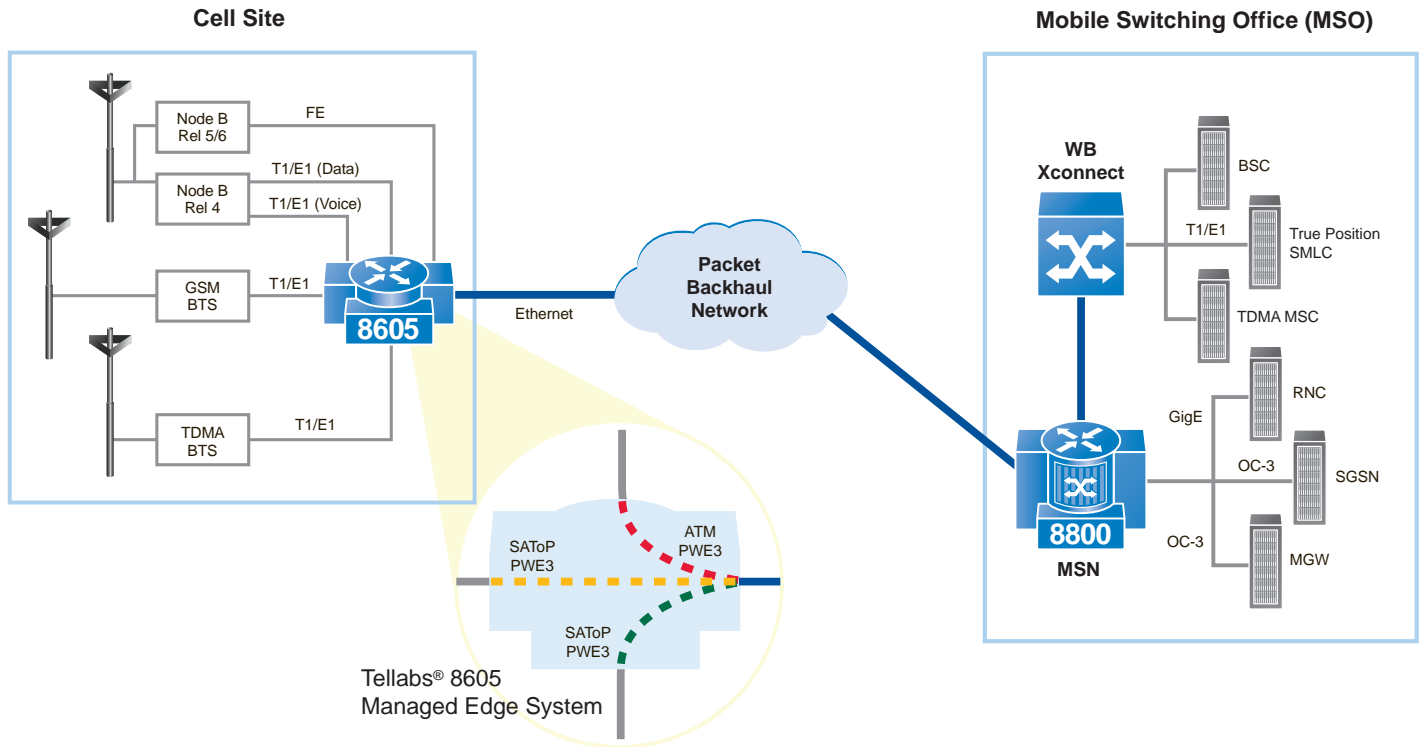 Cell Site
Mobile Switching Office (MSO)
Node B
Rel 5/6
FE
T1/E1 (Data)
Node B
Rel 4
T1/E1 (Voice)
GSM
BTS
T1/E1
8605
TDMA
BTS
T1/E1
Ethernet
Packet
Backhaul
Network
WB
Xconnect
BSC
T1/E1
True Position
SMLC
TDMA MSC
RNC
GigE
OC-3
SGSN
OC-3
MGW
8800
MSN
SAToP
PWE3
ATM
PWE3
SAToP
PWE3
Tellabs® 8605
Managed Edge System